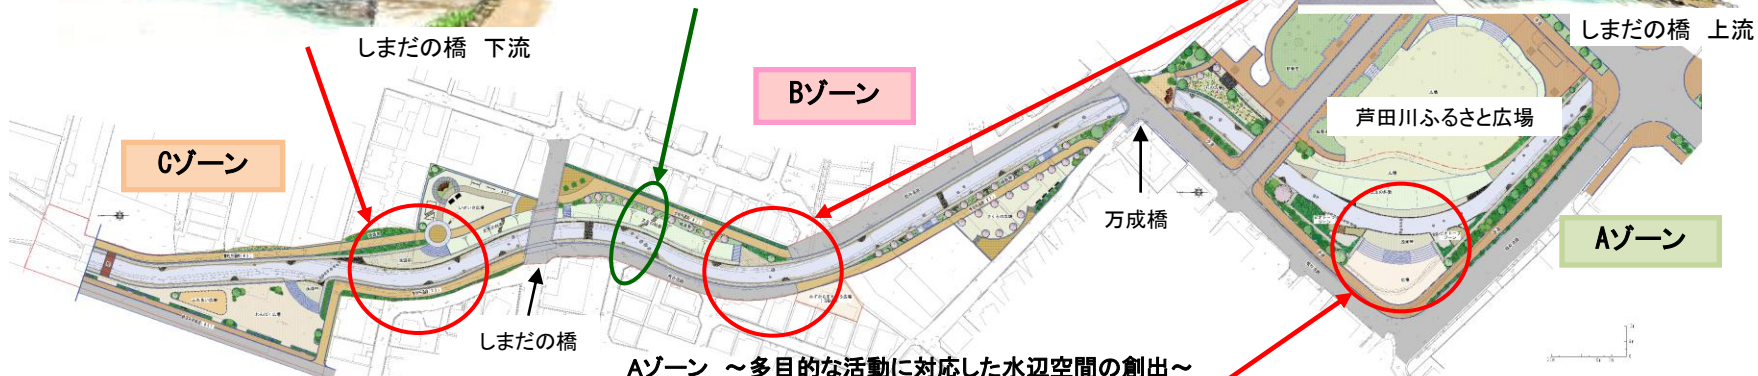 しまだの橋 下流
しまだの橋 上流
Bゾーン
芦田川ふるさと広場
Cゾーン
万成橋
Aゾーン
しまだの橋
Aゾーン ～多目的な活動に対応した水辺空間の創出～